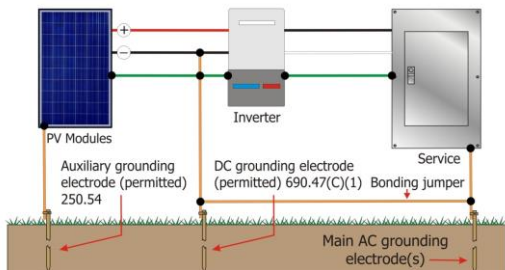 +
−
PV Modules
Inverter
Service
Auxiliary grounding
electrode (permitted)
250.54
DC grounding electrode
(permitted) 690.47(C)(1)
Bonding jumper
Main AC grounding
electrode(s)